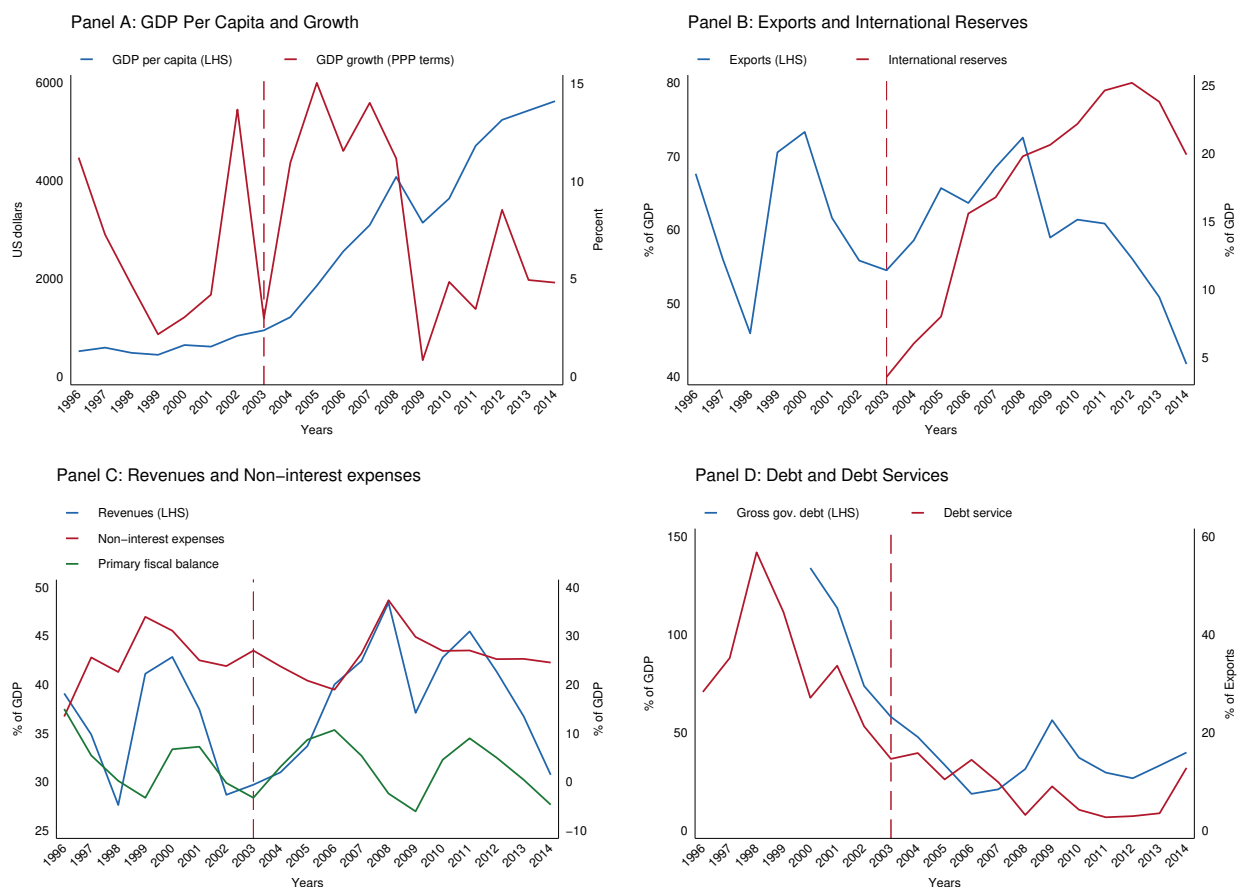 Panel A: GDP Per Capita and Growth
GDP per capita (LHS) GDP growth (PPP terms)
6000
4000
2000
0
US dollars
15
10
5
0
Percent
1996 1997 1998 1999 2000 2001 2002 2003 2004 2005 2006 2007 2008 2009 2010 2011 2012 2013 2014
Years
Panel B: Exports and International Reserves
Exports (LHS) International reserves
80
70
60
50
40
% of GDP
25
20
15
10
5
% of GDP
1996 1997 1998 1999 2000 2001 2002 2003 2004 2005 2006 2007 2008 2009 2010 2011 2012 2013 2014
Years
Panel C: Revenues and Non−interest expenses
Revenues (LHS)
Non−interest expenses
Primary fiscal balance
50
45
40
35
30
25
% of GDP
40
30
20
10
0
−10
% of GDP
1996 1997 1998 1999 2000 2001 2002 2003 2004 2005 2006 2007 2008 2009 2010 2011 2012 2013 2014
Years
Panel D: Debt and Debt Services
Gross gov. debt (LHS) Debt service
150
100
50
0
% of GDP
60
40
20
0
% of Exports
1996 1997 1998 1999 2000 2001 2002 2003 2004 2005 2006 2007 2008 2009 2010 2011 2012 2013 2014
Years